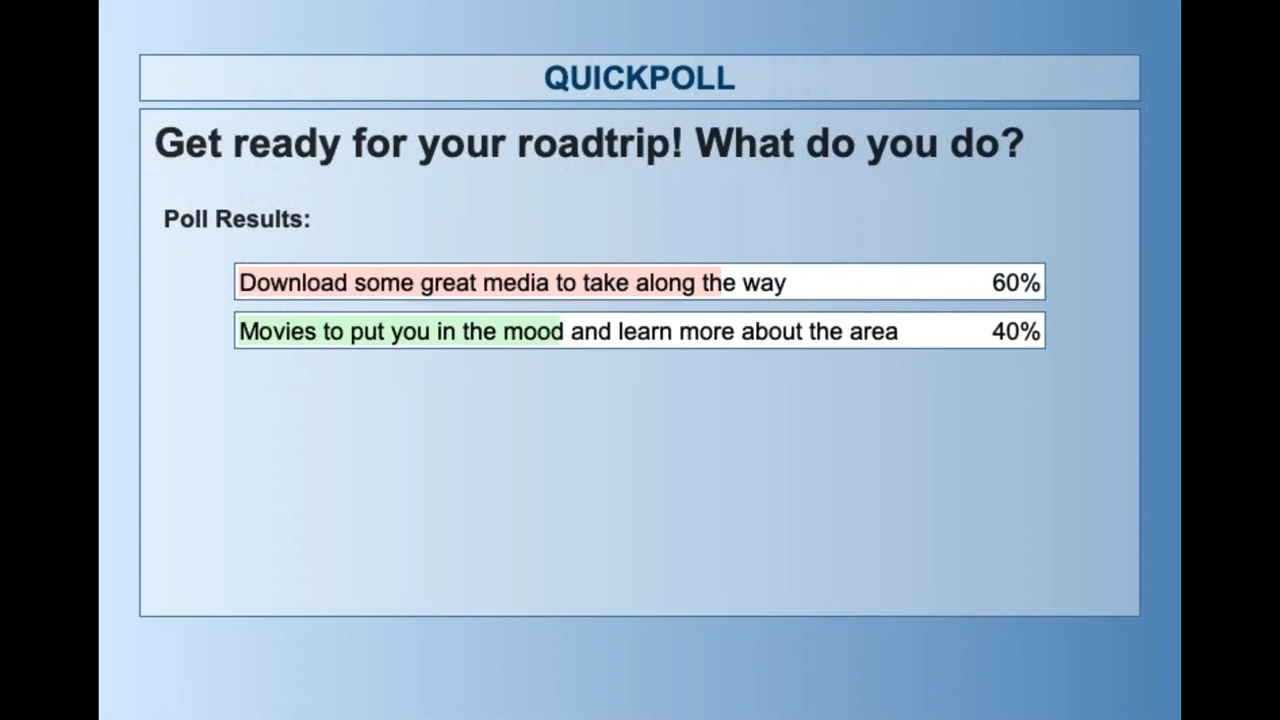 QUICKPOLL
Get ready for your roadtrip! What do you do?
Poll Results:
Download some great media to take along the way 60%
Movies to put you in the mood and learn more about the area 40%